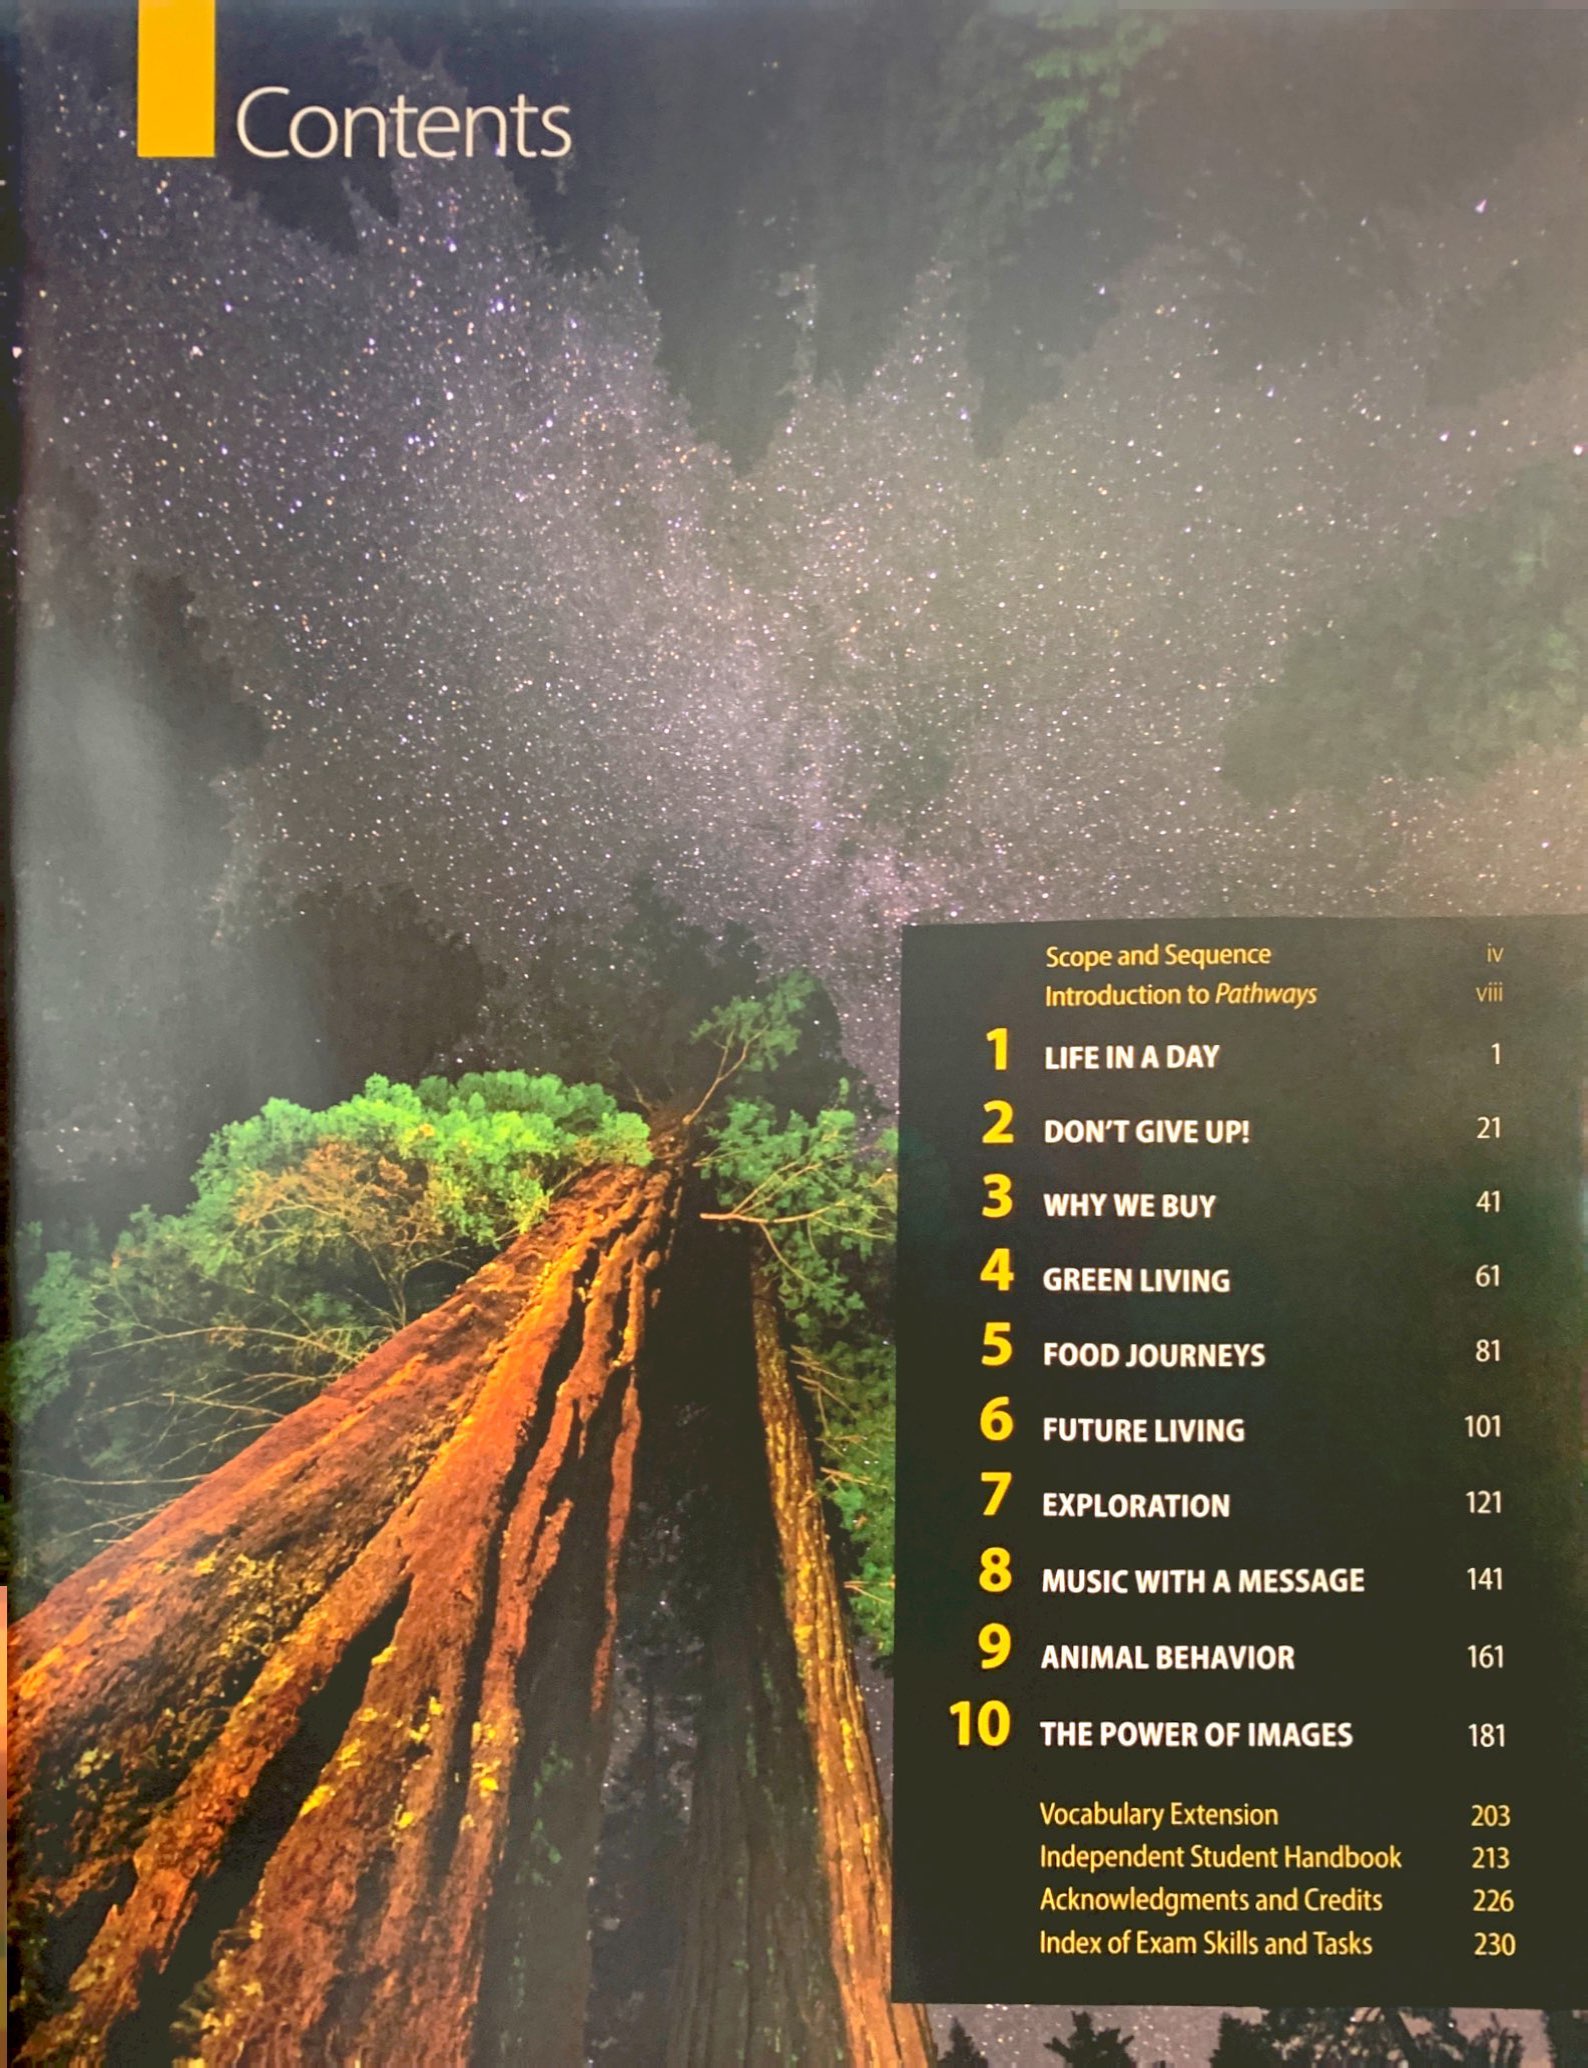 Contents
Scope and Sequence iv
Introduction to Pathways viii
1 LIFE IN A DAY 1
2 DON'T GIVE UP! 21
3 WHY WE BUY 41
4 GREEN LIVING 61
5 FOOD JOURNEYS 81
6 FUTURE LIVING 101
7 EXPLORATION 121
8 MUSIC WITH A MESSAGE 141
9 ANIMAL BEHAVIOR 161
10 THE POWER OF IMAGES 181
Vocabulary Extension 203
Independent Student Handbook 213
Acknowledgments and Credits 226
Index of Exam Skills and Tasks 230